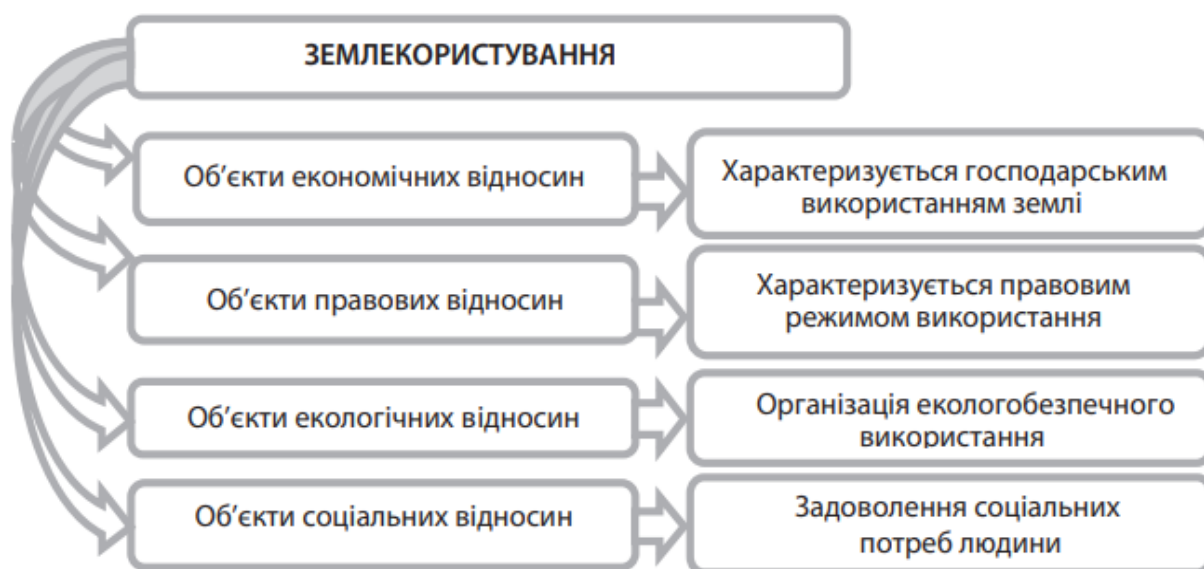 ЗЕМЛЕКОРИСТУВАННЯ
Об’єкти економічних відносин
Характеризується господарським
використанням землі
Об’єкти правових відносин
Характеризується правовим
режимом використання
Об’єкти екологічних відносин
Організація екологобезпечного
використання
Об’єкти соціальних відносин
Задоволення соціальних
потреб людини